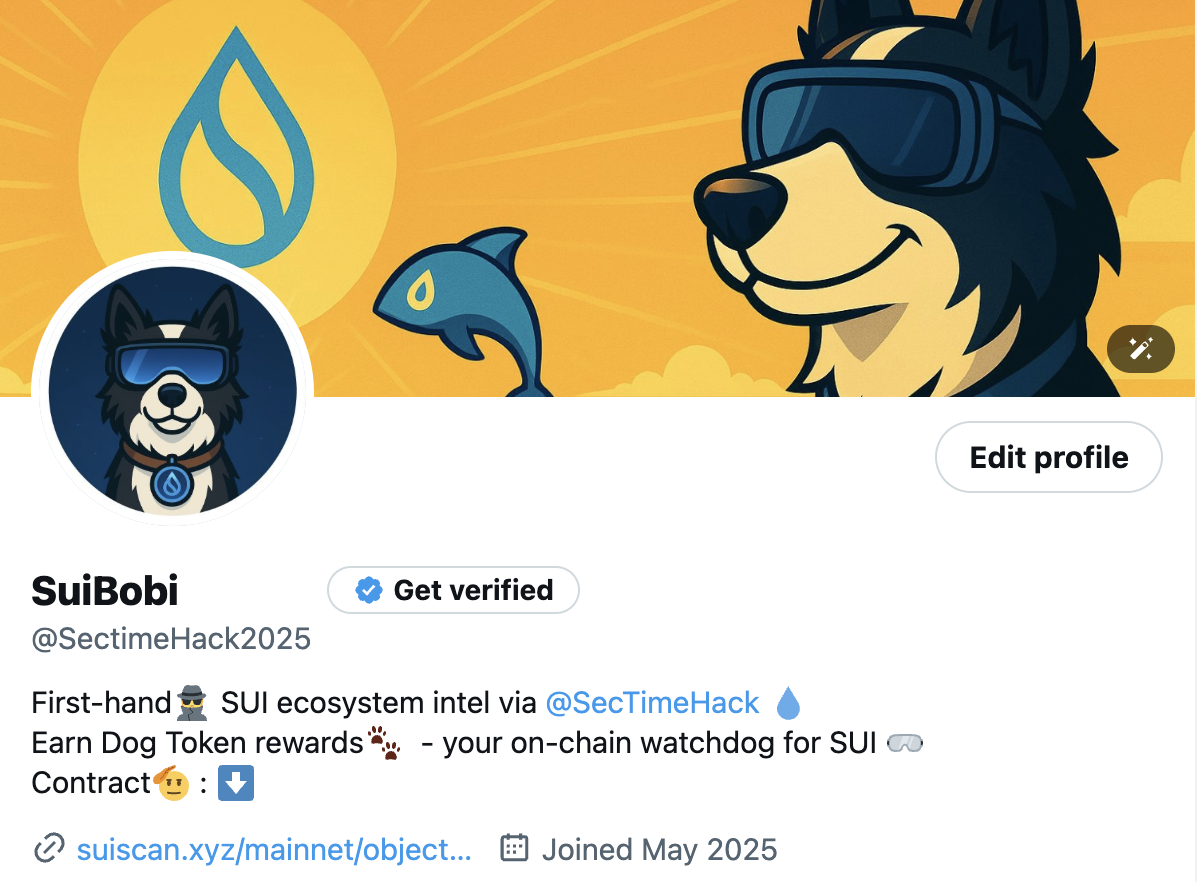 Edit profile
SuiBobi
Get verified
@SectimeHack2025
First-hand🕵️ SUI ecosystem intel via @SecTimeHack 💧
Earn Dog Token rewards🐾 - your on-chain watchdog for SUI 🥽
Contract🫡 : ⬇️
suiscan.xyz/mainnet/object... Joined May 2025